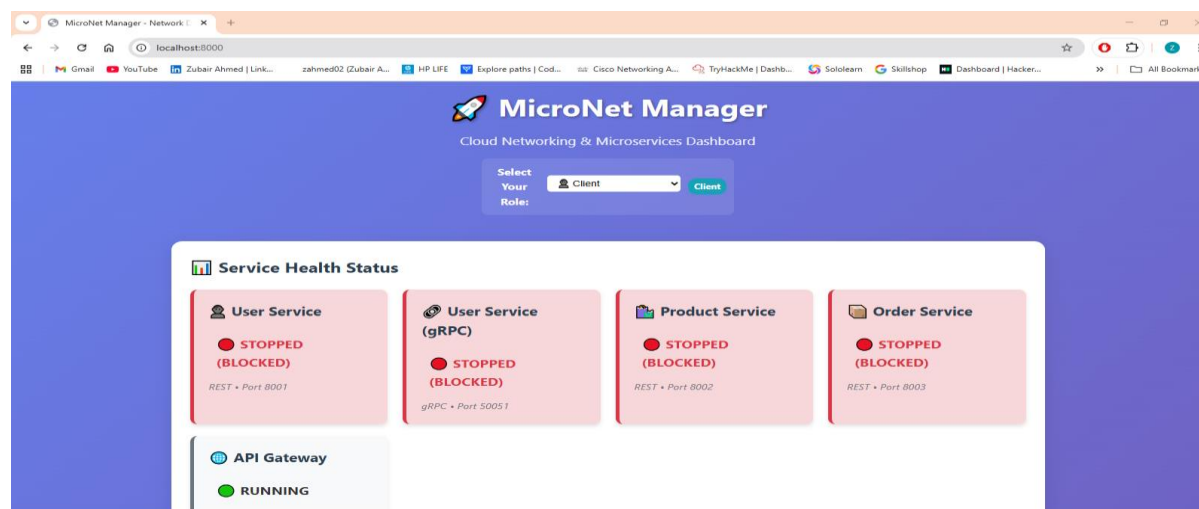 MicroNet Manager - Network
localhost:8000
Gmail YouTube Zubair Ahmed | Link... zahmed02 (Zubair A... HP LIFE Explore paths | Cod... Cisco Networking A... TryHackMe | Dashb... Sololearn Skillshop Dashboard | Hacker... » All Bookmark
MicroNet Manager
Cloud Networking & Microservices Dashboard
Select
Your
Role:
Client
Client
Service Health Status
User Service
STOPPED
(BLOCKED)
REST • Port 8001
User Service
(gRPC)
STOPPED
(BLOCKED)
gRPC • Port 50051
Product Service
STOPPED
(BLOCKED)
REST • Port 8002
Order Service
STOPPED
(BLOCKED)
REST • Port 8003
API Gateway
RUNNING